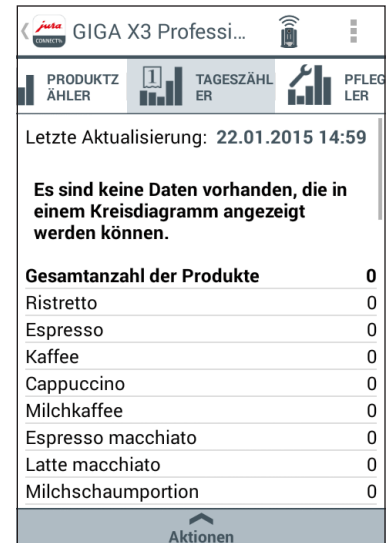 jura
CONNECT
GIGA X3 Professi...
PRODUKTZ
ÄHLER
1
TAGESZÄHL
ER
PFLEG
LER
Letzte Aktualisierung: 22.01.2015 14:59
Es sind keine Daten vorhanden, die in
einem Kreisdiagramm angezeigt
werden können.
Gesamtanzahl der Produkte 0
Ristretto 0
Espresso 0
Kaffee 0
Cappuccino 0
Milchkaffee 0
Espresso macchiato 0
Latte macchiato 0
Milchschaumportion 0
Aktionen